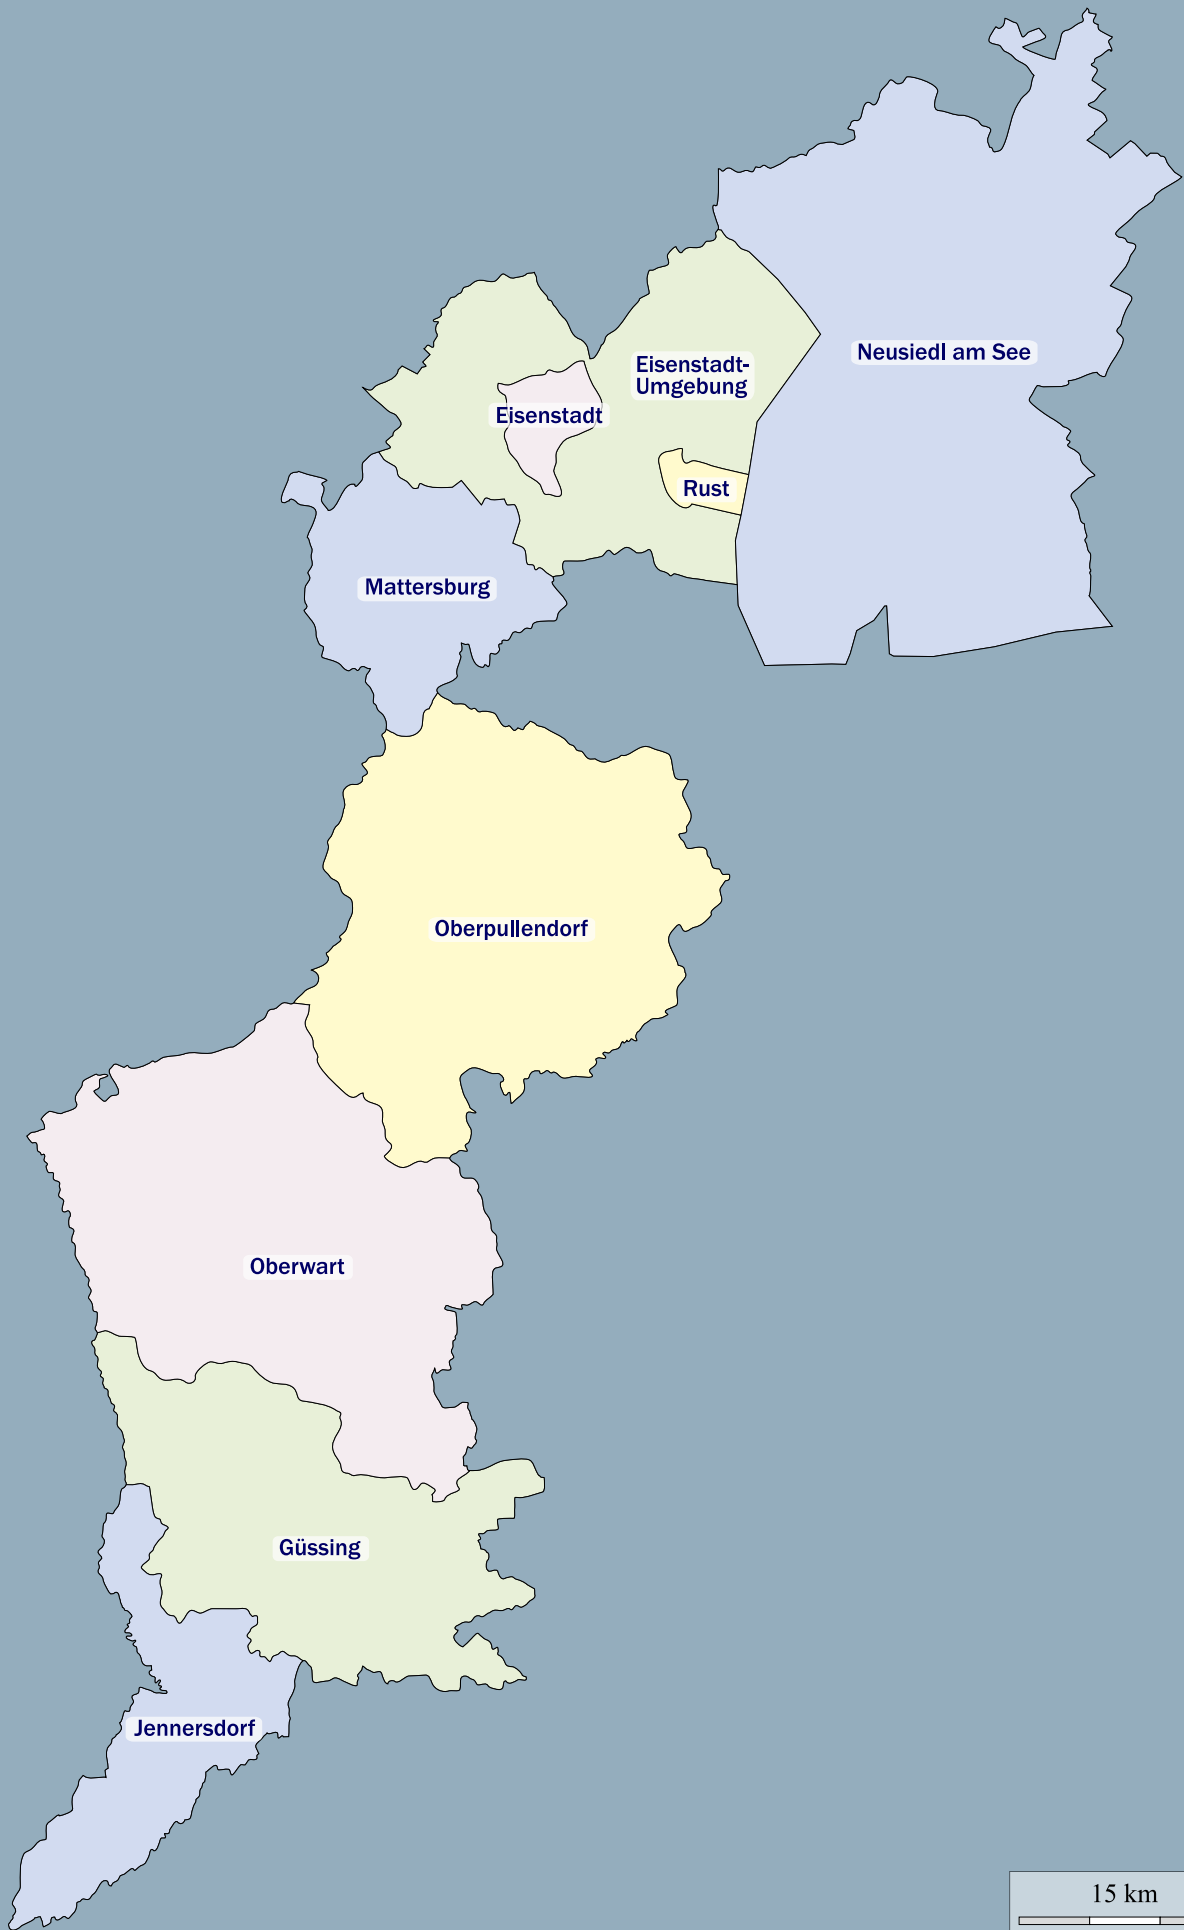 Neusiedl am See
Eisenstadt-
Umgebung
Eisenstadt
Rust
Mattersburg
Oberpullendorf
Oberwart
Güssing
Jennersdorf
15 km